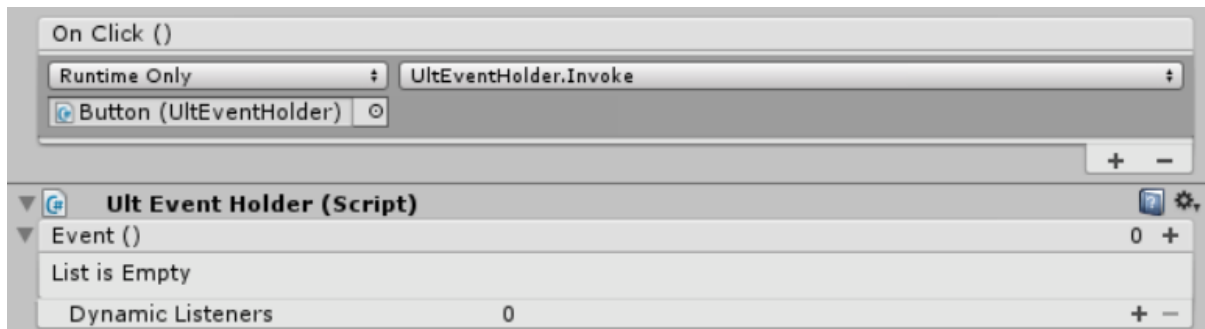 On Click ()
Runtime Only UltEventHolder.Invoke
Button (UltEventHolder)
+ −
Ult Event Holder (Script)
Event () 0 +
List is Empty
Dynamic Listeners 0 + −